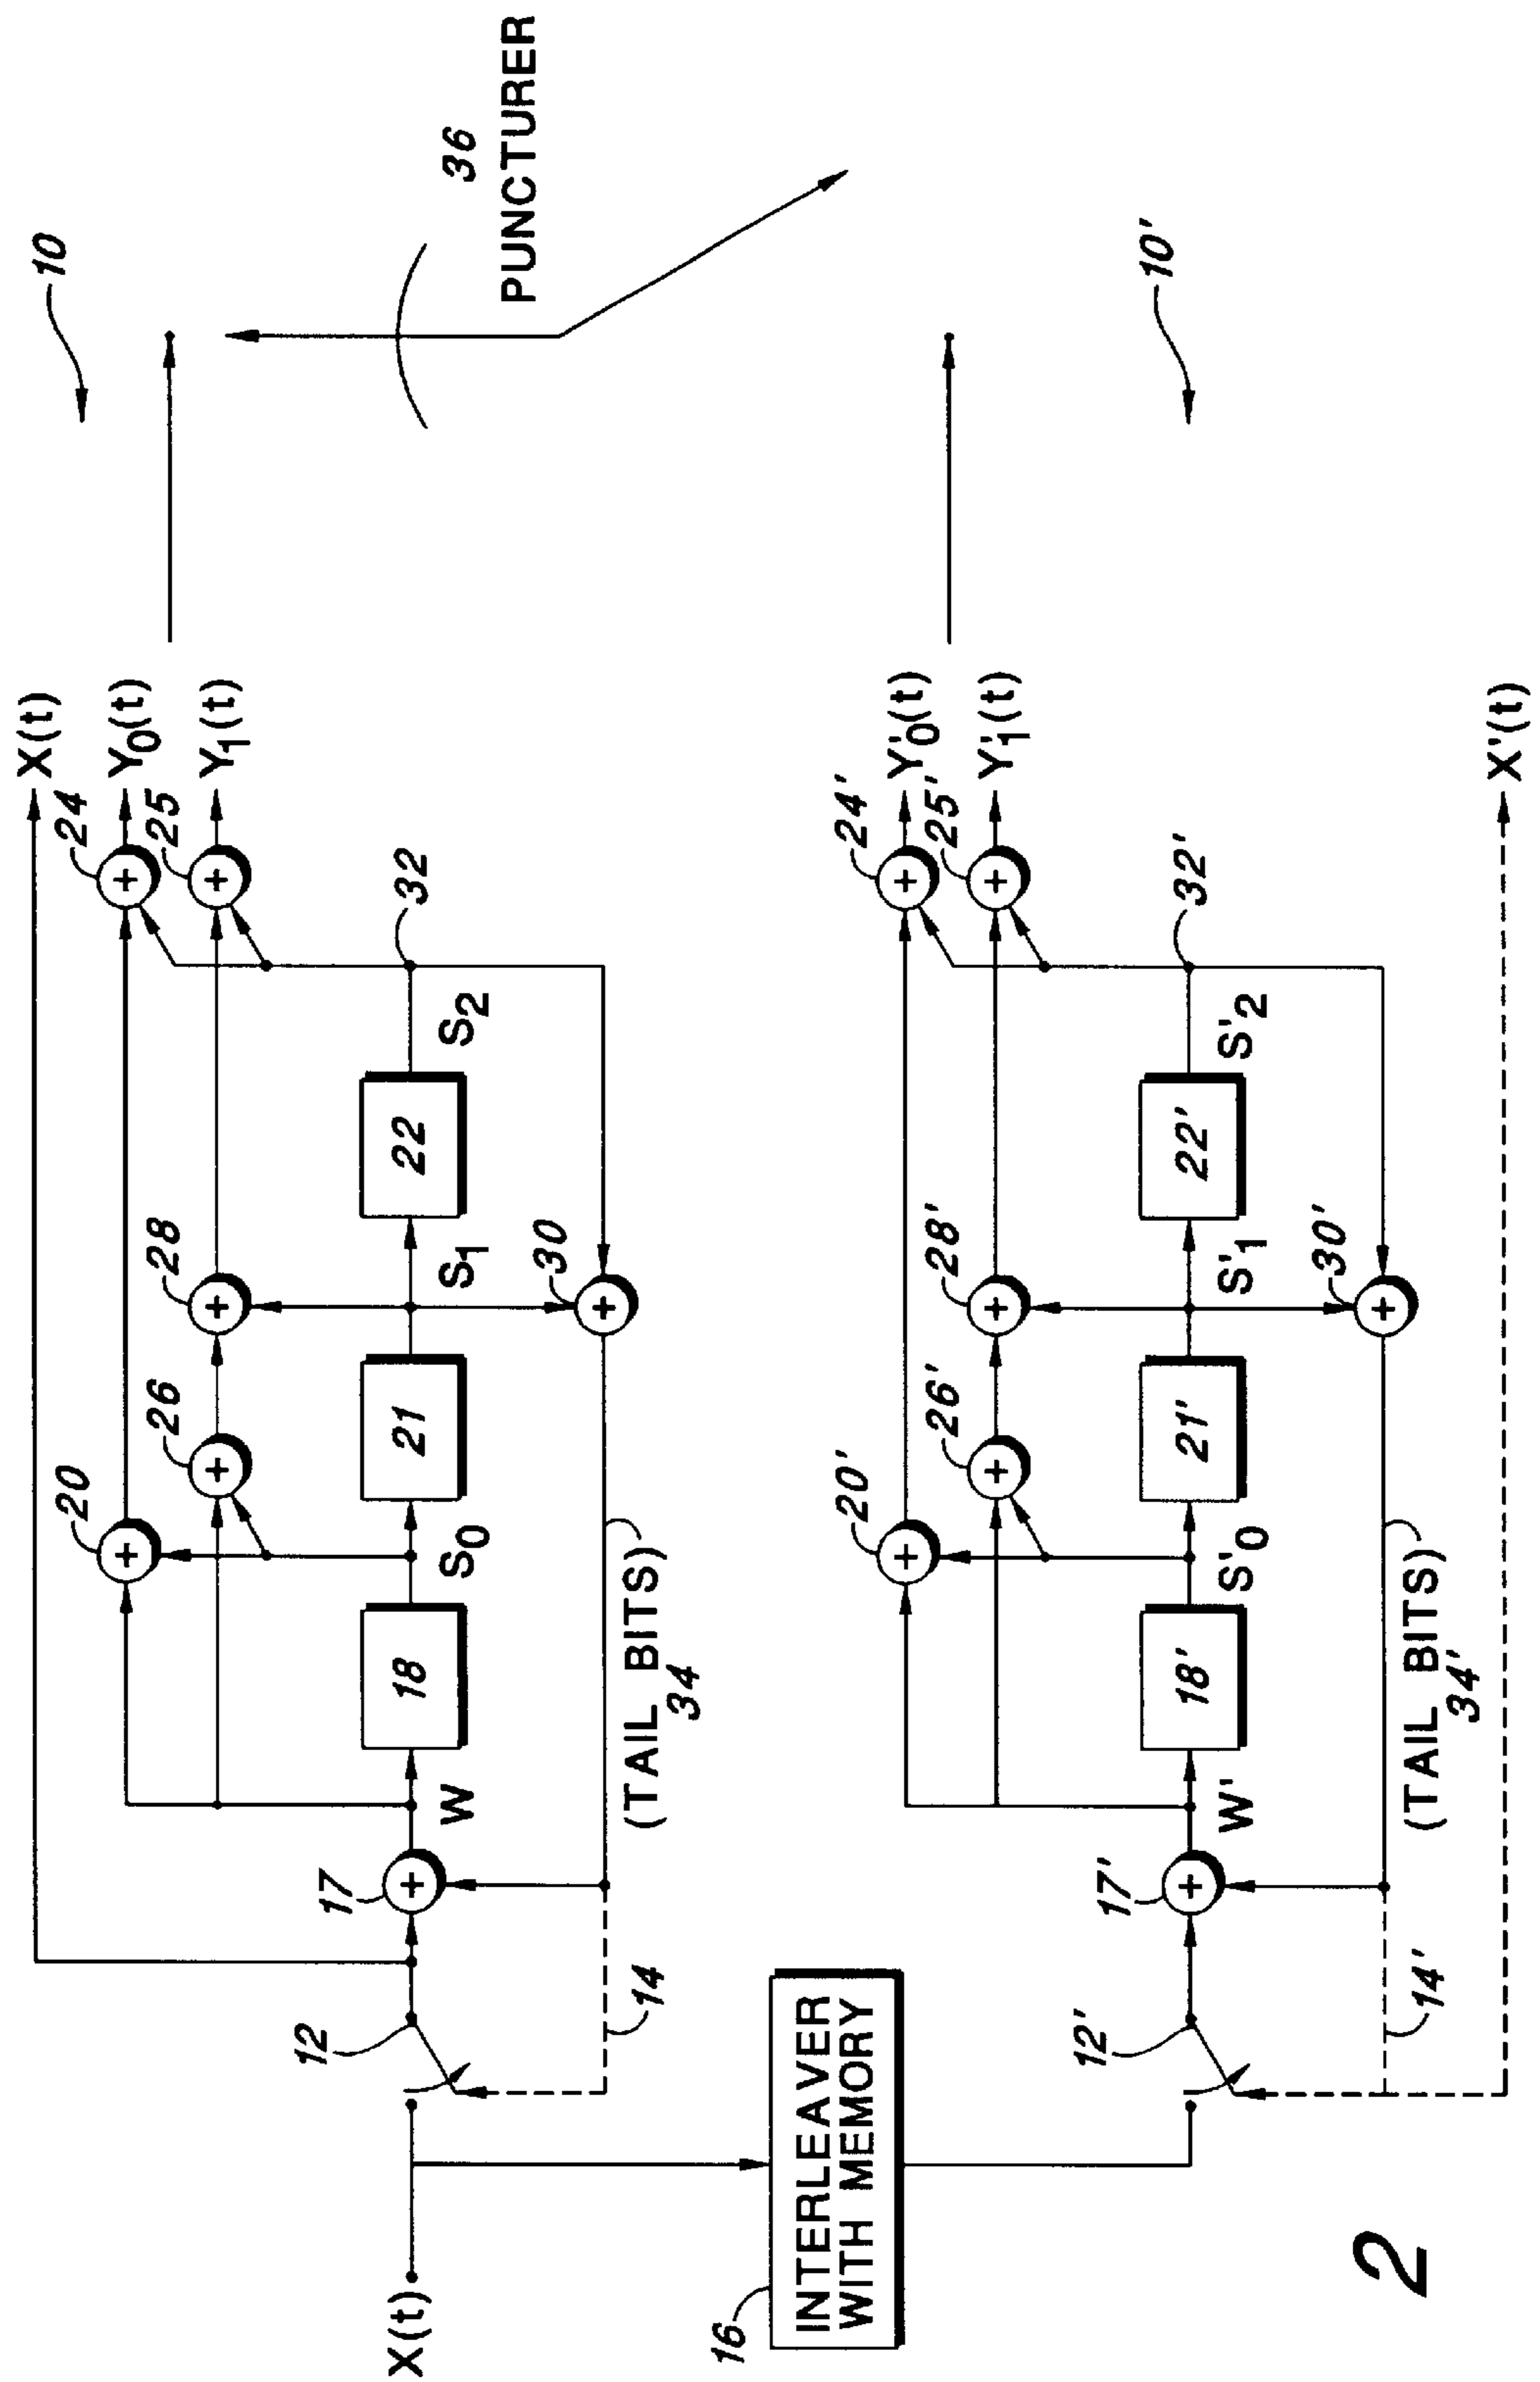 10
X(t)
24
Y0(t)
20
28
25
Y1(t)
26
36
PUNCTURER
X(t)
12
17
W
18
S0
21
S1
22
S2
32
30
14
(TAIL BITS)
34
16
INTERLEAVER
WITH MEMORY
10'
24'
Y'0(t)
20'
28'
25'
Y'1(t)
26'
12'
17'
W'
18'
S'0
21'
S'1
22'
S'2
32'
30'
14'
(TAIL BITS)
34'
X'(t)
2